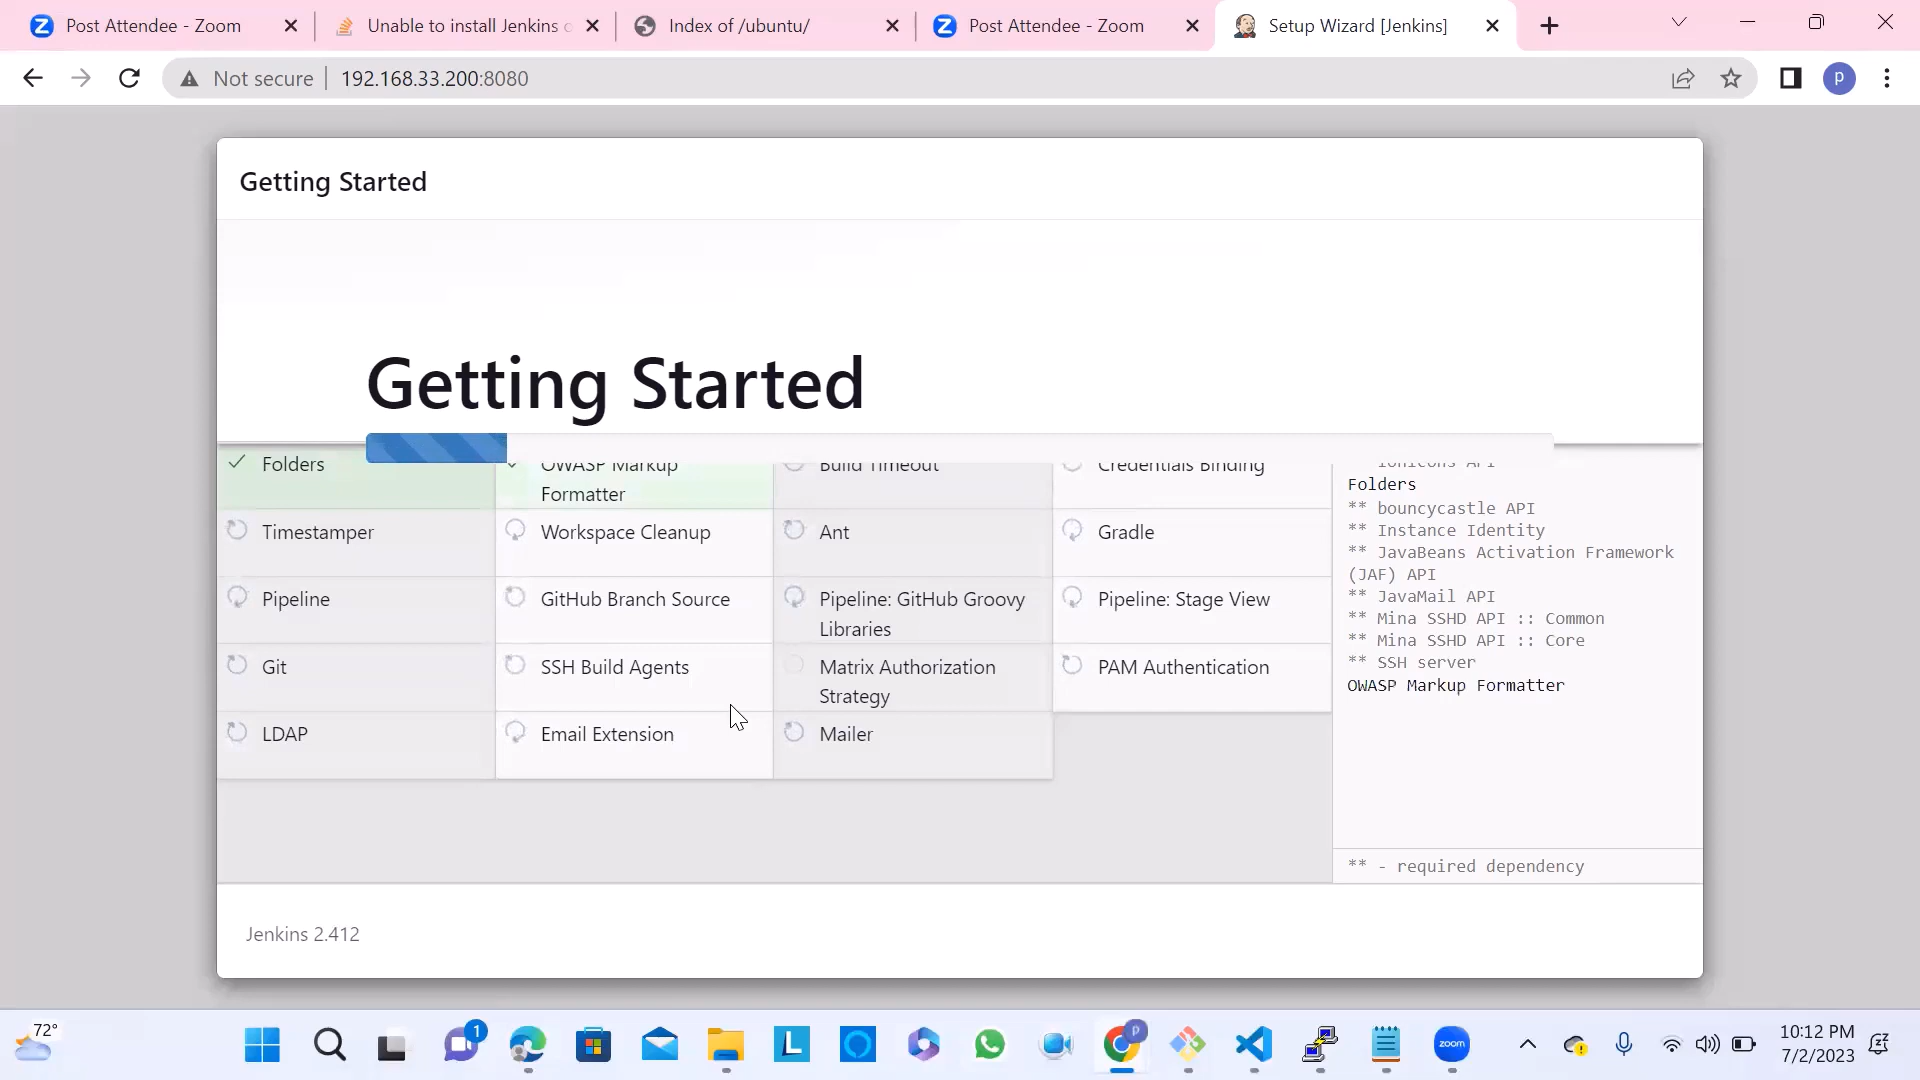 Post Attendee - Zoom
Unable to install Jenkins o
Index of /ubuntu/
Post Attendee - Zoom
Setup Wizard [Jenkins]
Not secure
192.168.33.200:8080
p
Getting Started
Getting Started
Folders
OWASP Markup
Formatter
Build Timeout
Credentials Binding
Timestamper
Workspace Cleanup
Ant
Gradle
Pipeline
GitHub Branch Source
Pipeline: GitHub Groovy
Libraries
Pipeline: Stage View
Git
SSH Build Agents
Matrix Authorization
Strategy
PAM Authentication
LDAP
Email Extension
Mailer
Ionicons API
Folders
** bouncycastle API
** Instance Identity
** JavaBeans Activation Framework
(JAF) API
** JavaMail API
** Mina SSHD API :: Common
** Mina SSHD API :: Core
** SSH server
OWASP Markup Formatter
** - required dependency
Jenkins 2.412
72°
1
L
p
zoom
10:12 PM
7/2/2023